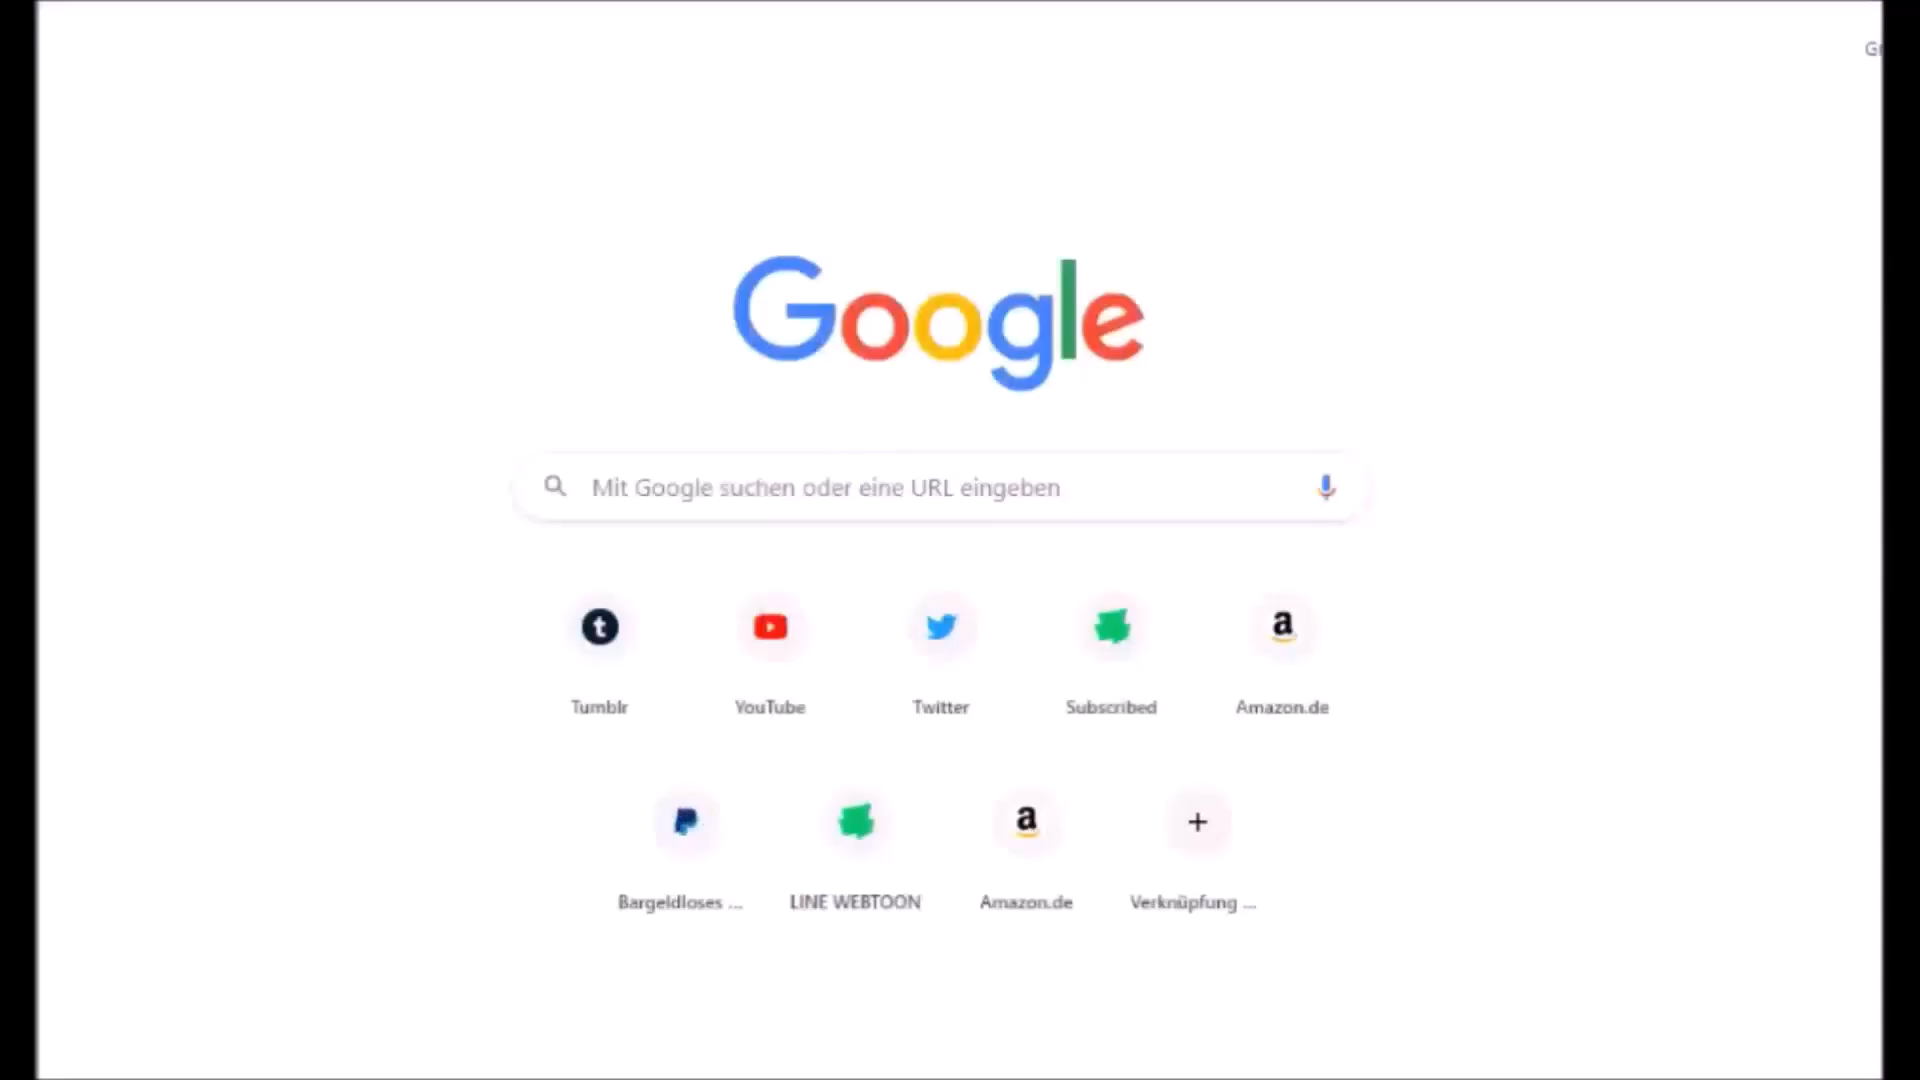 Google
Mit Google suchen oder eine URL eingeben
Tumblr
YouTube
Twitter
Subscribed
Amazon.de
Bargeldloses ...
LINE WEBTOON
Amazon.de
Verknüpfung ...